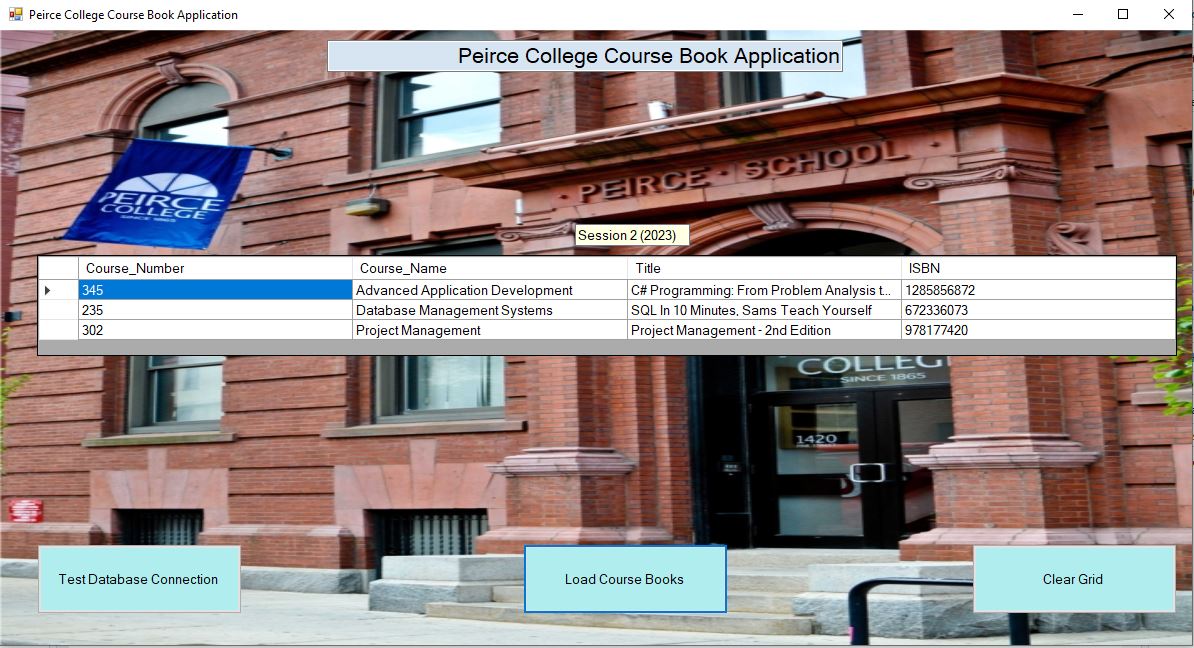 Peirce College Course Book Application
Peirce College Course Book Application
PEIRCE · SCHOOL
PEIRCE
COLLEGE
SINCE 1865
Session 2 (2023)
Course_Number Course_Name Title ISBN
345 Advanced Application Development C# Programming: From Problem Analysis t... 1285856872
235 Database Management Systems SQL In 10 Minutes, Sams Teach Yourself 672336073
302 Project Management Project Management - 2nd Edition 978177420
COLLEG
SINCE 1865
1420
Test Database Connection Load Course Books Clear Grid